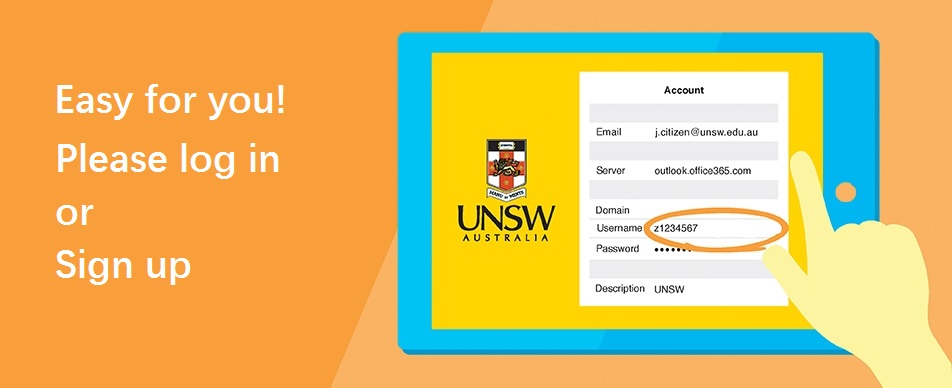 Easy for you!
Please log in
or
Sign up
UNSW
AUSTRALIA
Account
Email j.citizen@unsw.edu.au
Server outlook.office365.com
Domain
Username z1234567
Password ••••••••
Description UNSW